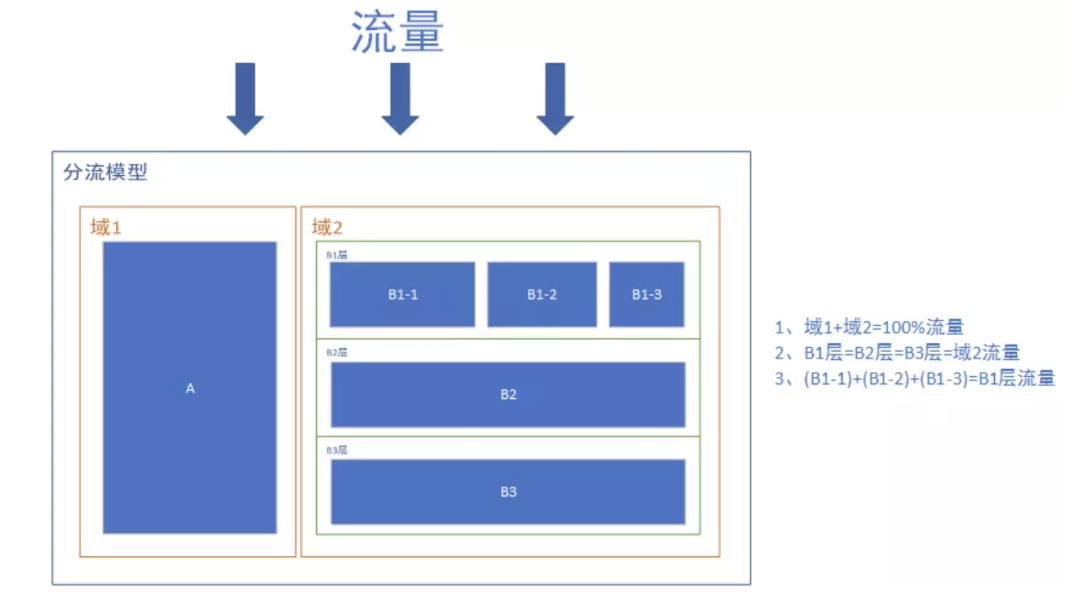 流量
分流模型
域1
域2
B1层
B1-1
B1-2
B1-3
B2层
A
B2
B3层
B3
1、域1+域2=100%流量
2、B1层=B2层=B3层=域2流量
3、(B1-1)+(B1-2)+(B1-3)=B1层流量